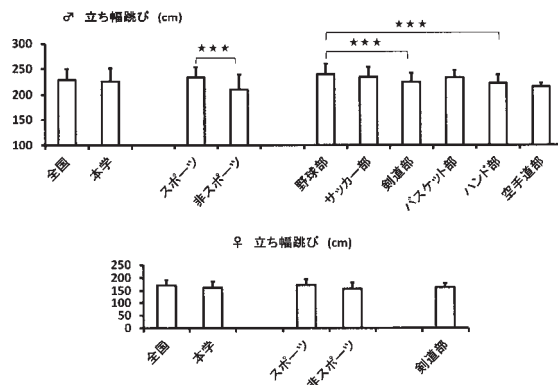 ♂ 立ち幅跳び (cm)
300
250
200
150
100
★★★
★★★
★★★
全国
本学
スポーツ
非スポーツ
野球部
サッカー部
剣道部
バスケット部
ハンド部
空手道部
♀ 立ち幅跳び (cm)
250
200
150
100
50
0
全国
本学
スポーツ
非スポーツ
剣道部